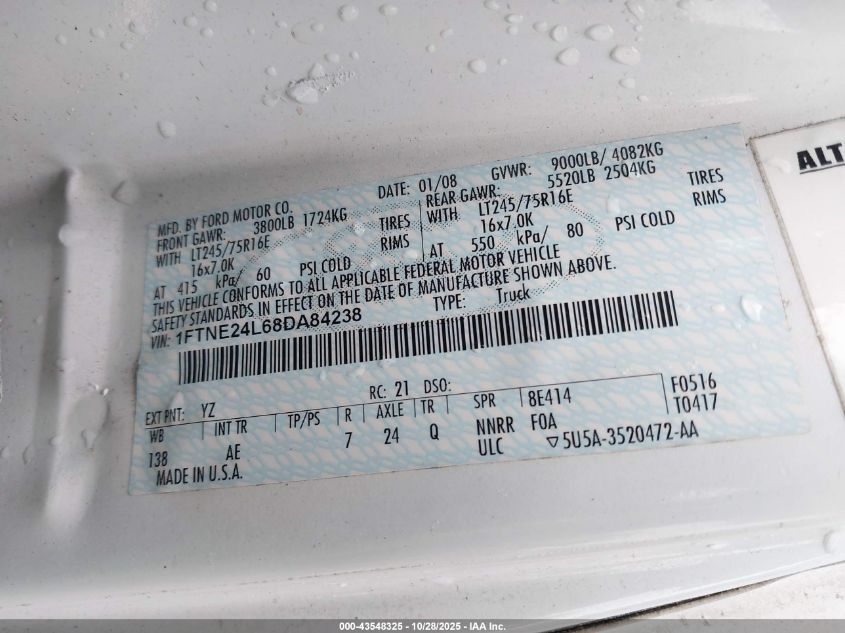 MFD. BY FORD MOTOR CO. DATE: 01/08 GVWR: 9000LB/ 4082KG
FRONT GAWR: 3800LB 1724KG REAR GAWR: 5520LB 2504KG
WITH LT245/75R16E TIRES WITH LT245/75R16E TIRES
16x7.0K RIMS 16x7.0K RIMS
AT 415 kPa/ 60 PSI COLD AT 550 kPa/ 80 PSI COLD
THIS VEHICLE CONFORMS TO ALL APPLICABLE FEDERAL MOTOR VEHICLE
SAFETY STANDARDS IN EFFECT ON THE DATE OF MANUFACTURE SHOWN ABOVE.
VIN: 1FTNE24L68DA84238 TYPE: Truck
EXT PNT: YZ RC: 21 DSO: F0516
WB INT TR TP/PS R AXLE TR SPR 8E414 T0417
138 AE 7 24 Q NNRR F0A
MADE IN U.S.A. ULC ▽5U5A-3520472-AA
ALT
000-43548325 - 10/28/2025 - IAA Inc.